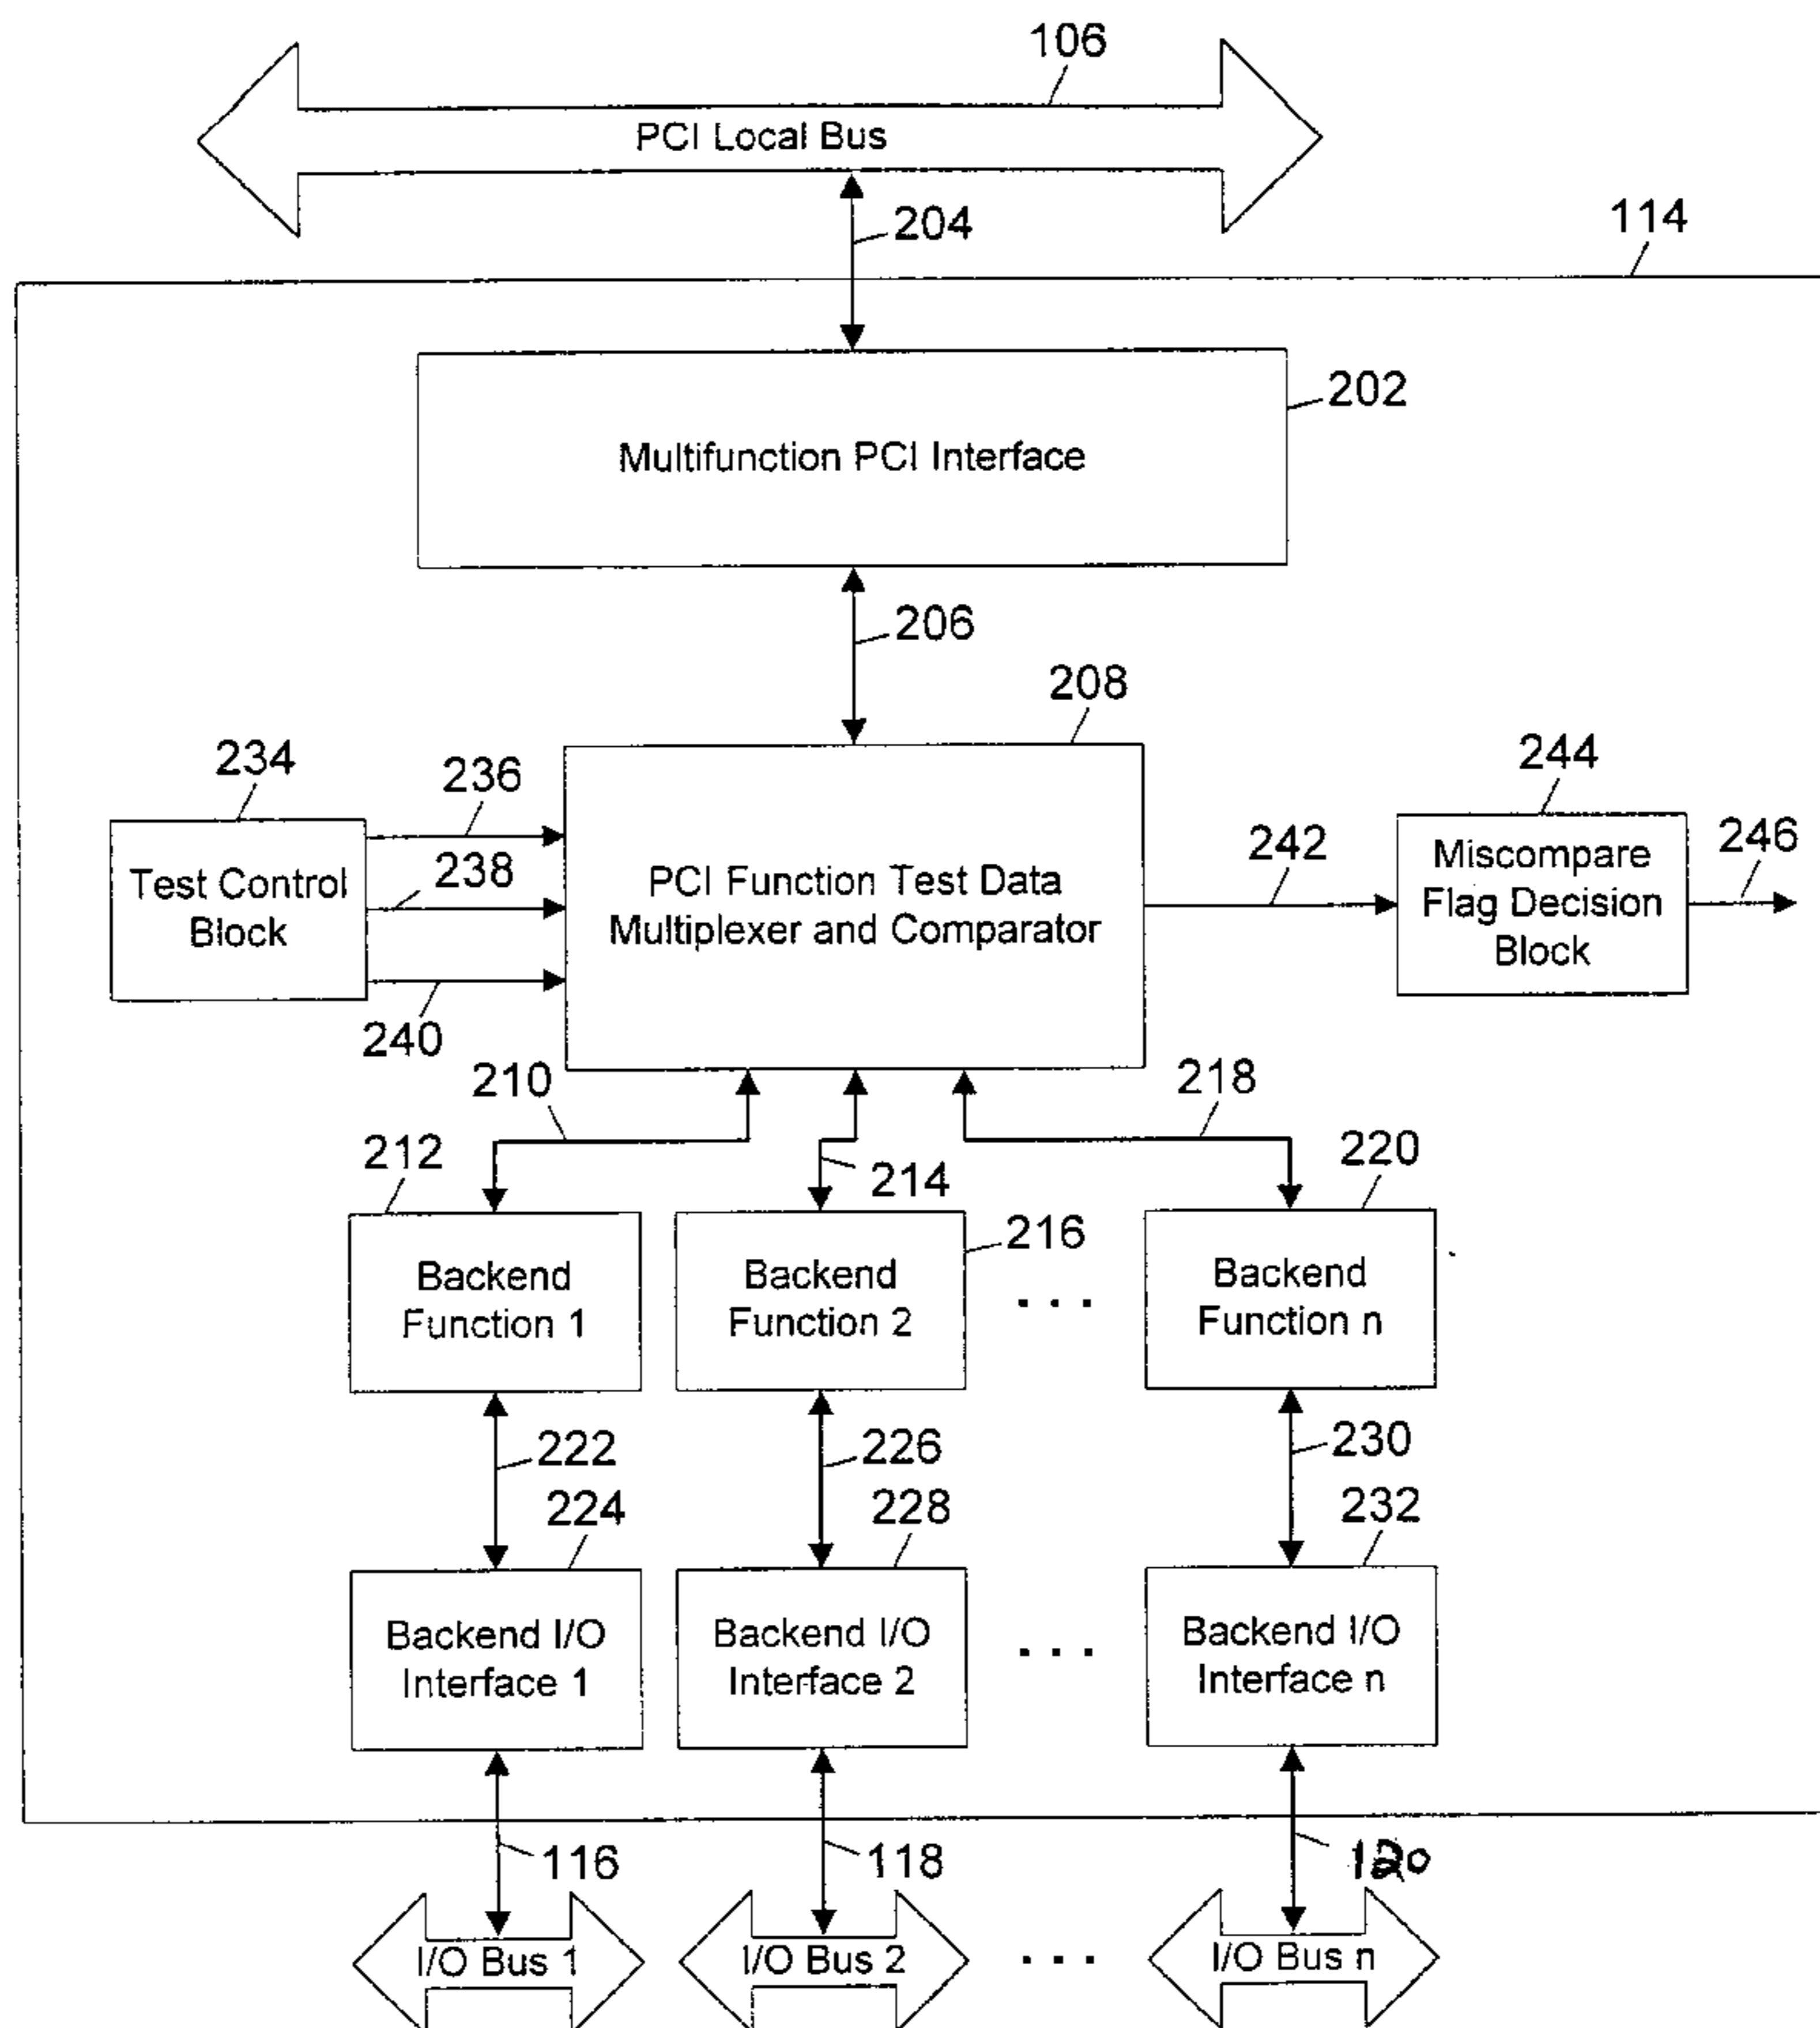 106
PCI Local Bus
204
114
202
Multifunction PCI Interface
206
208
234
236
244
Test Control
Block
238
240
PCI Function Test Data
Multiplexer and Comparator
242
Miscompare
Flag Decision
Block
246
210
218
212
214
220
216
Backend
Function 1
Backend
Function 2
. . .
Backend
Function n
222
226
230
224
228
232
Backend I/O
Interface 1
Backend I/O
Interface 2
. . .
Backend I/O
Interface n
116
118
120
I/O Bus 1
I/O Bus 2
. . .
I/O Bus n